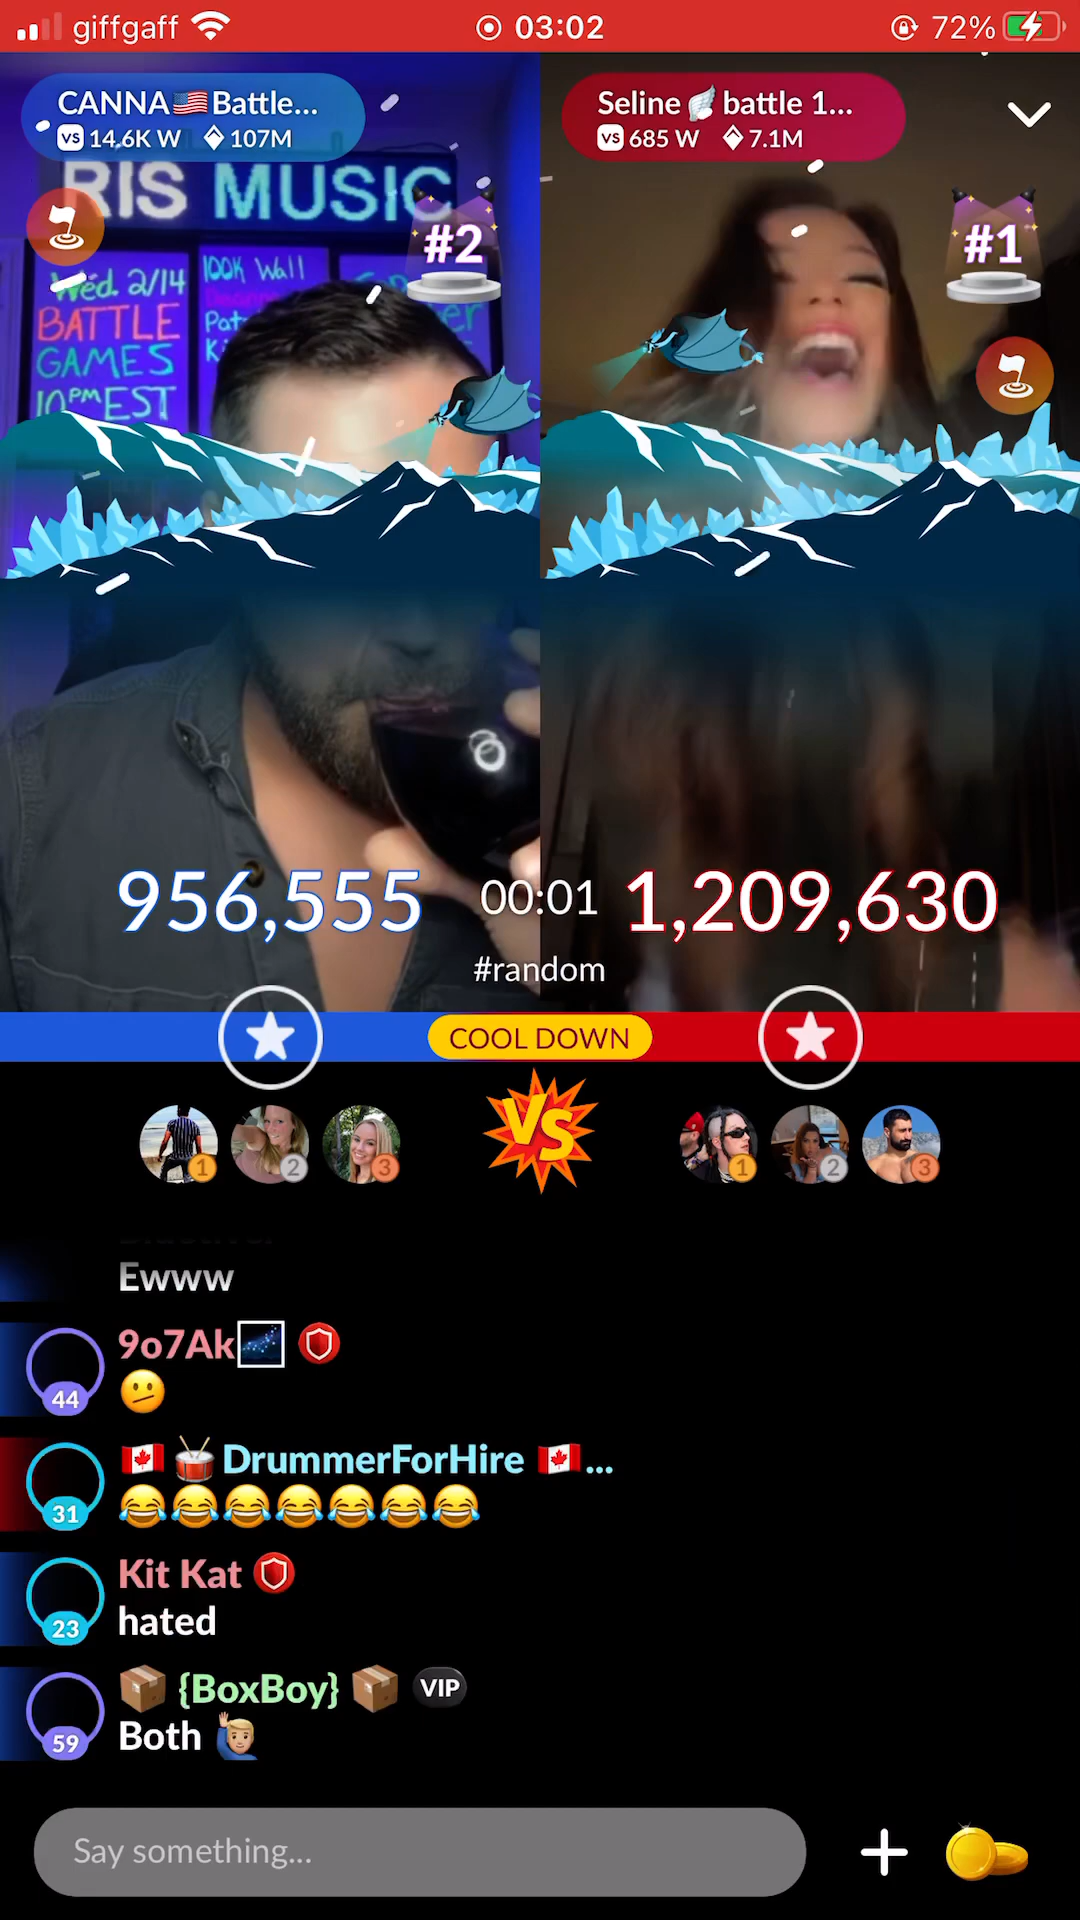 giffgaff 03:02 72%
CANNA🇺🇸Battle...
VS 14.6K W 107M
Seline 🪽 battle 1...
VS 685 W 7.1M
RIS MUSIC
#2
#1
Wed. 2/14
BATTLE
GAMES
10PM EST
100K Wall
956,555
00:01
1,209,630
#random
COOL DOWN
VS
1 2 3
1 2 3
Ewww
9o7Ak
44
🫤
🇨🇦 🥁 DrummerForHire 🇨🇦...
31
😂😂😂😂😂😂😂
Kit Kat
23
hated
📦 {BoxBoy} 📦 VIP
59
Both 🙋🏼‍♂️
Say something...